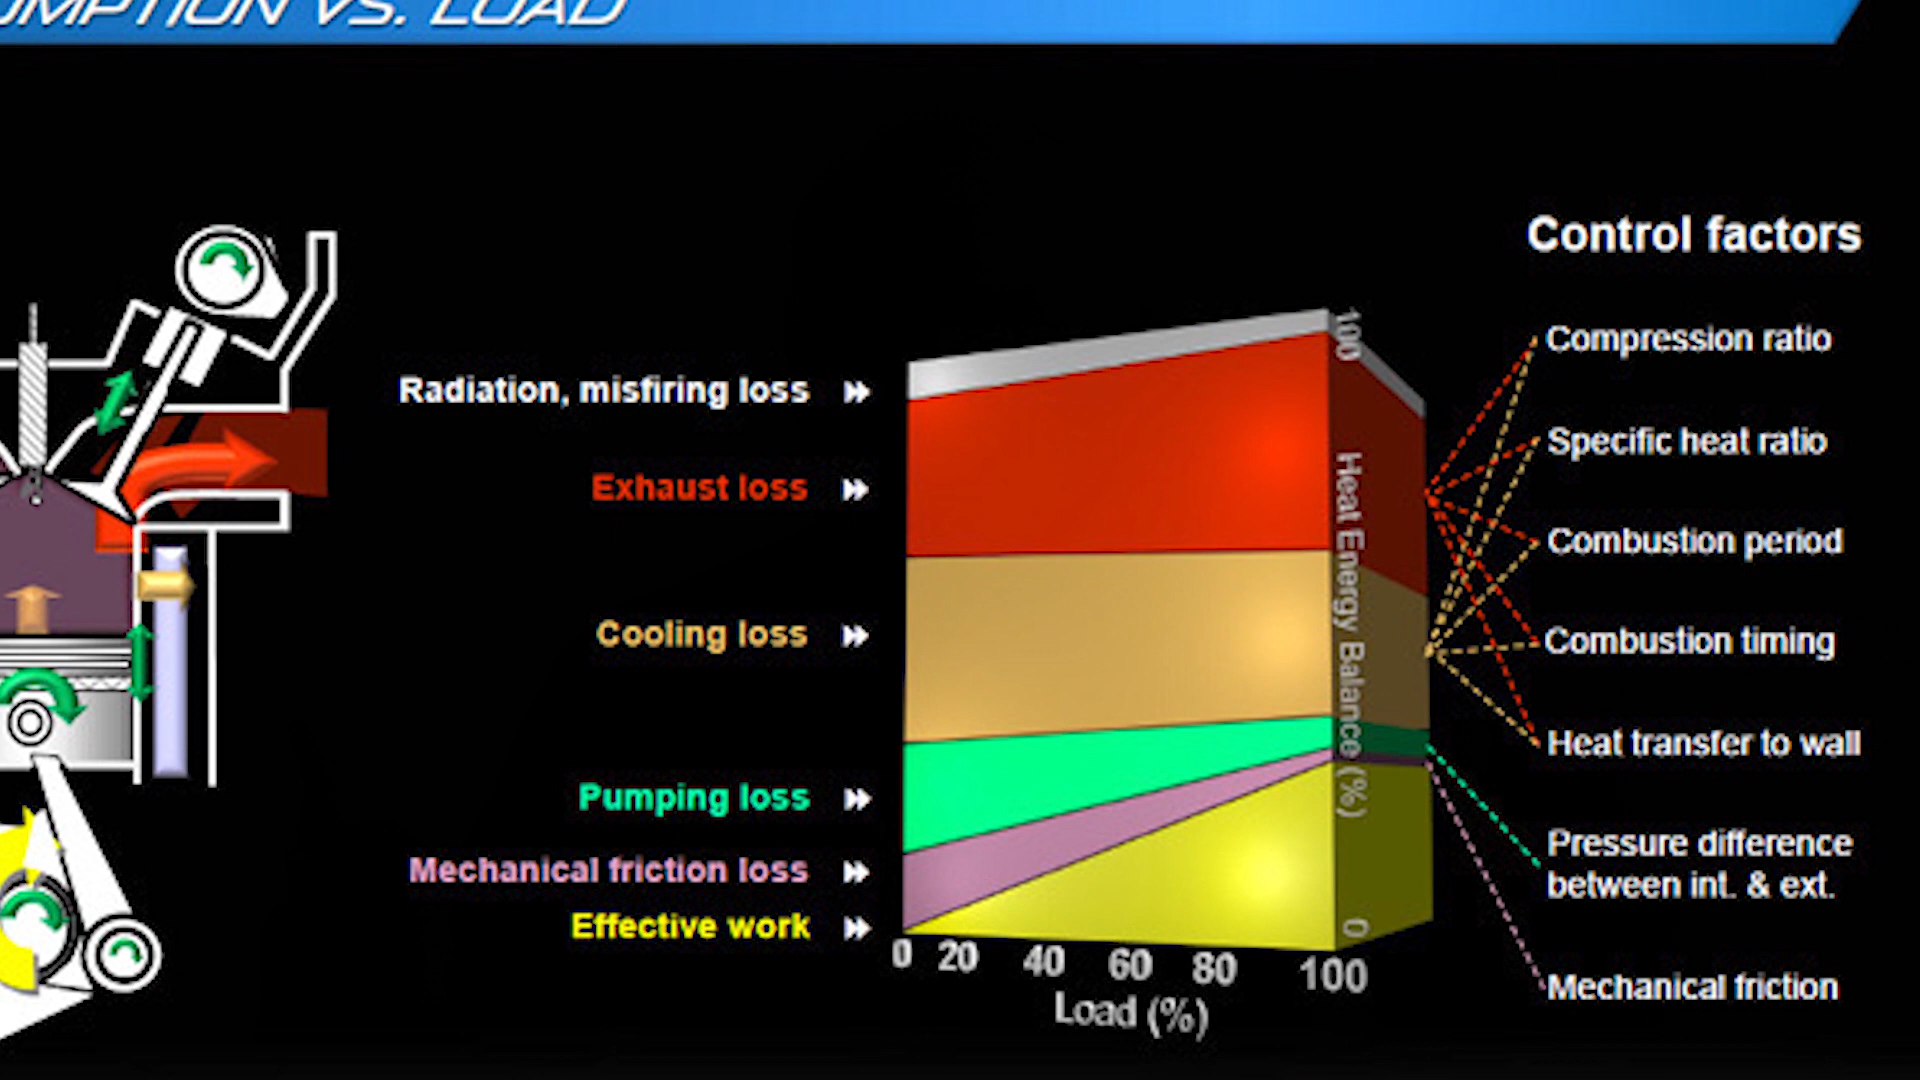 VS. LOAD
Control factors
Radiation, misfiring loss
Exhaust loss
Cooling loss
Pumping loss
Mechanical friction loss
Effective work
100
Heat Energy Balance (%)
0
0 20 40 60 80 100
Load (%)
Compression ratio
Specific heat ratio
Combustion period
Combustion timing
Heat transfer to wall
Pressure difference
between int. & ext.
Mechanical friction